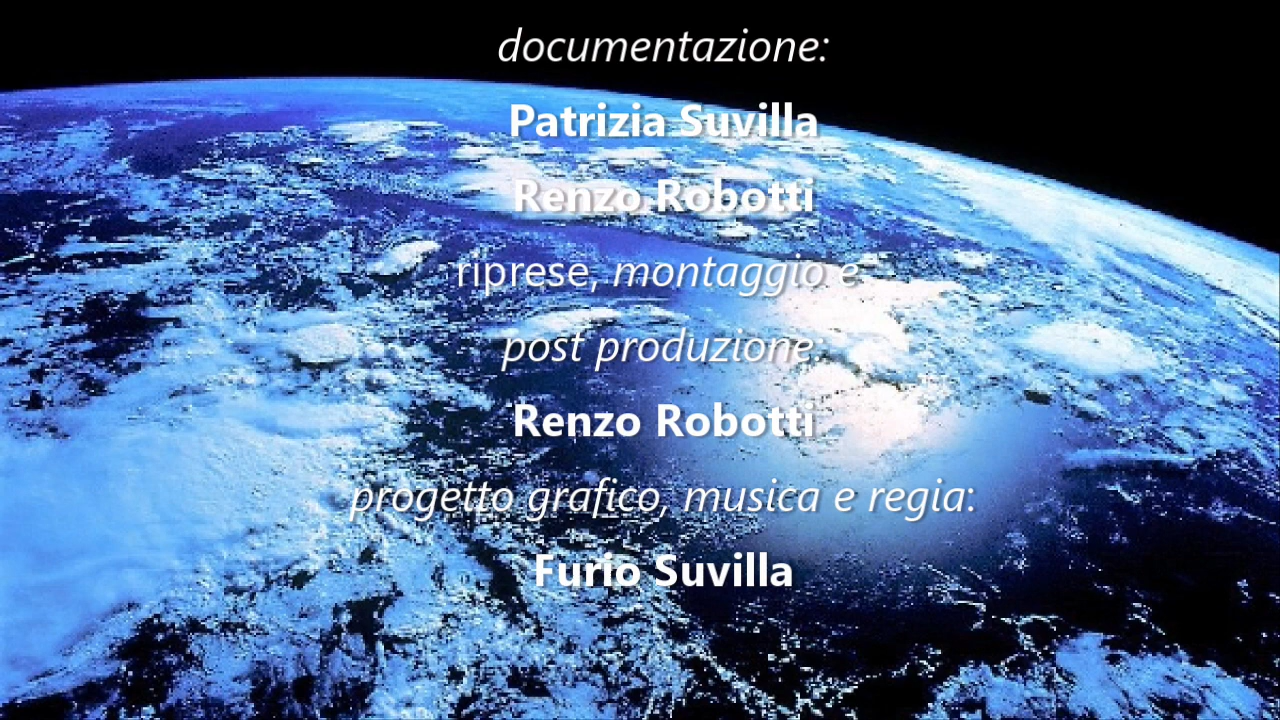 documentazione:
Patrizia Suvilla
Renzo Robotti
riprese, montaggio e
post produzione:
Renzo Robotti
progetto grafico, musica e regia:
Furio Suvilla